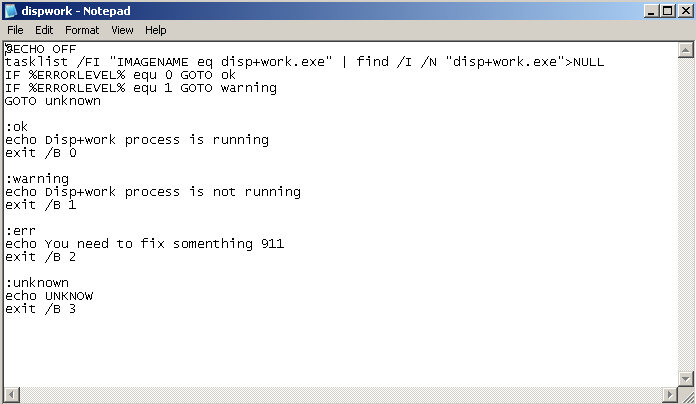 dispwork - Notepad
File Edit Format View Help
@ECHO OFF
tasklist /FI "IMAGENAME eq disp+work.exe" | find /I /N "disp+work.exe">NULL
IF %ERRORLEVEL% equ 0 GOTO ok
IF %ERRORLEVEL% equ 1 GOTO warning
GOTO unknown
:ok
echo Disp+work process is running
exit /B 0
:warning
echo Disp+work process is not running
exit /B 1
:err
echo You need to fix somenthing 911
exit /B 2
:unknown
echo UNKNOW
exit /B 3